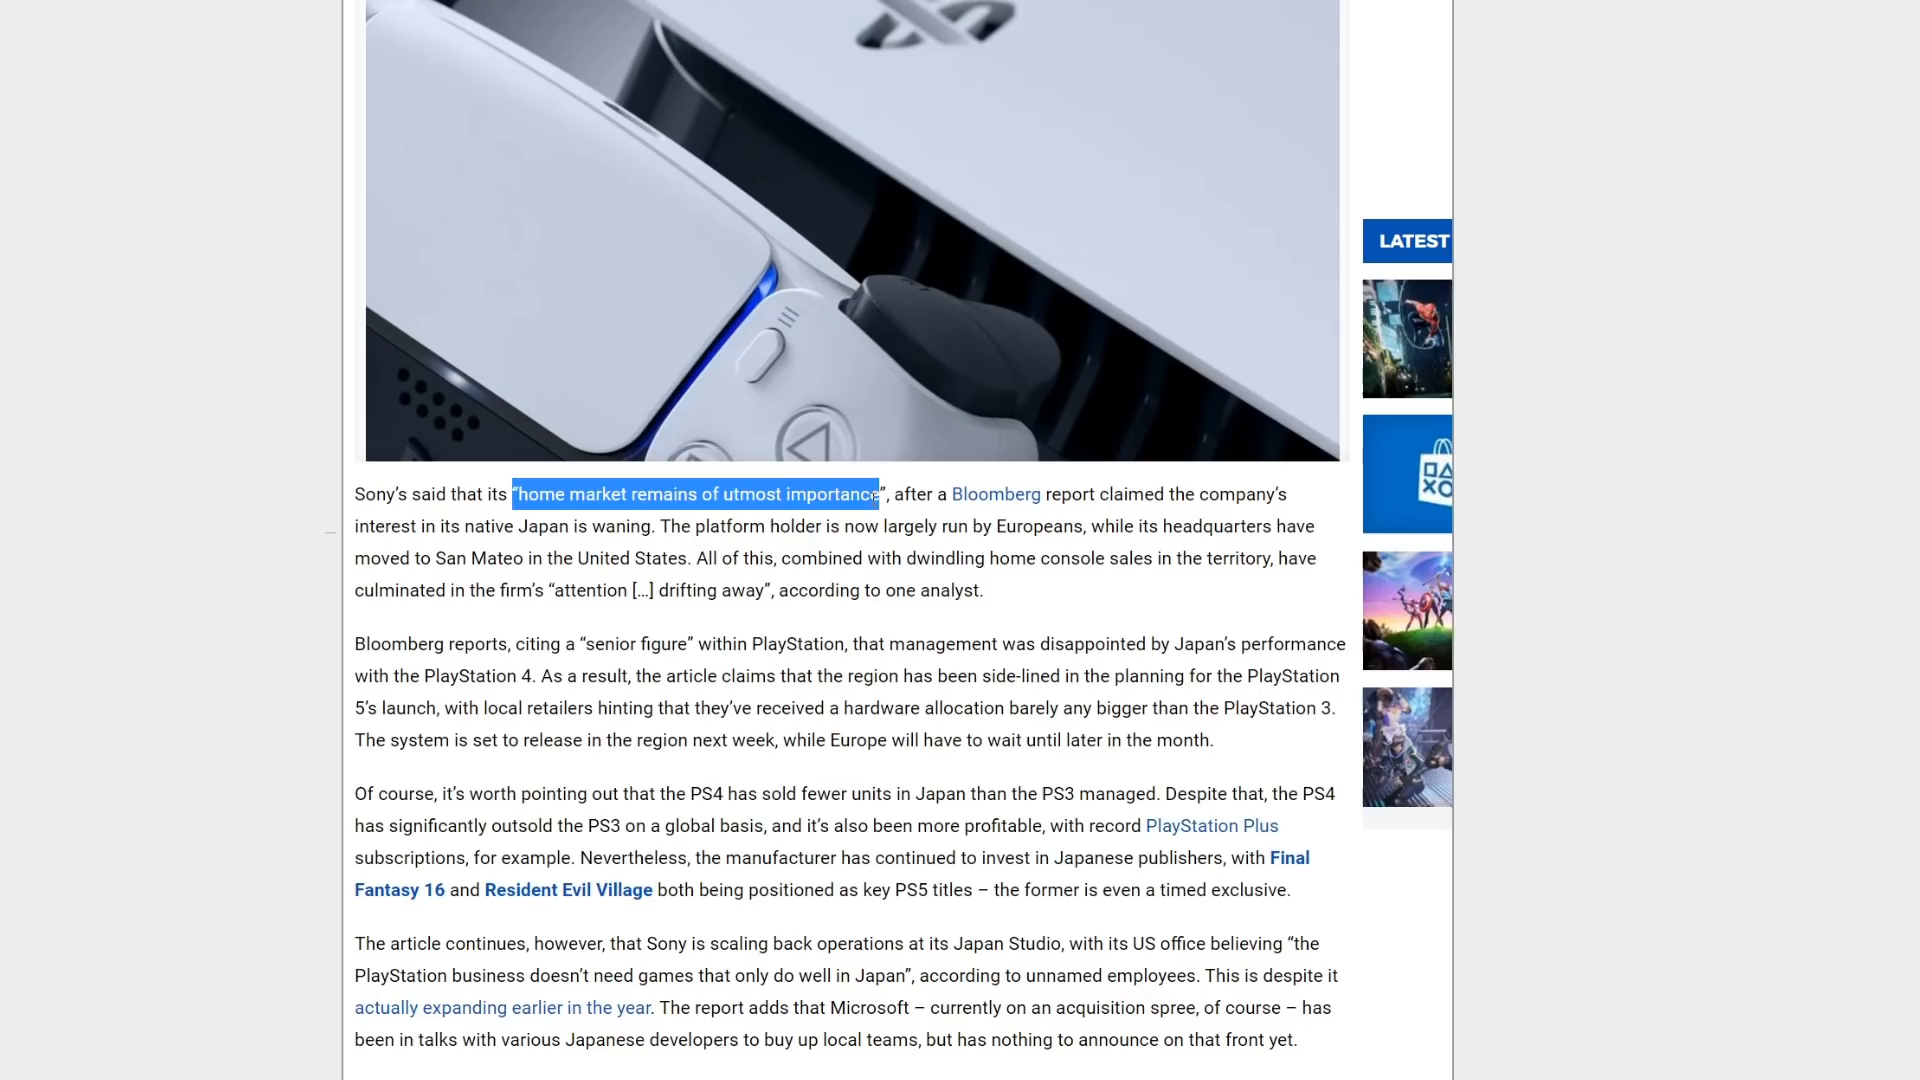 LATEST
Sony’s said that its “home market remains of utmost importance”, after a Bloomberg report claimed the company’s
interest in its native Japan is waning. The platform holder is now largely run by Europeans, while its headquarters have
moved to San Mateo in the United States. All of this, combined with dwindling home console sales in the territory, have
culminated in the firm’s “attention [...] drifting away”, according to one analyst.
Bloomberg reports, citing a “senior figure” within PlayStation, that management was disappointed by Japan’s performance
with the PlayStation 4. As a result, the article claims that the region has been side-lined in the planning for the PlayStation
5’s launch, with local retailers hinting that they’ve received a hardware allocation barely any bigger than the PlayStation 3.
The system is set to release in the region next week, while Europe will have to wait until later in the month.
Of course, it’s worth pointing out that the PS4 has sold fewer units in Japan than the PS3 managed. Despite that, the PS4
has significantly outsold the PS3 on a global basis, and it’s also been more profitable, with record PlayStation Plus
subscriptions, for example. Nevertheless, the manufacturer has continued to invest in Japanese publishers, with Final
Fantasy 16 and Resident Evil Village both being positioned as key PS5 titles – the former is even a timed exclusive.
The article continues, however, that Sony is scaling back operations at its Japan Studio, with its US office believing “the
PlayStation business doesn’t need games that only do well in Japan”, according to unnamed employees. This is despite it
actually expanding earlier in the year. The report adds that Microsoft – currently on an acquisition spree, of course – has
been in talks with various Japanese developers to buy up local teams, but has nothing to announce on that front yet.